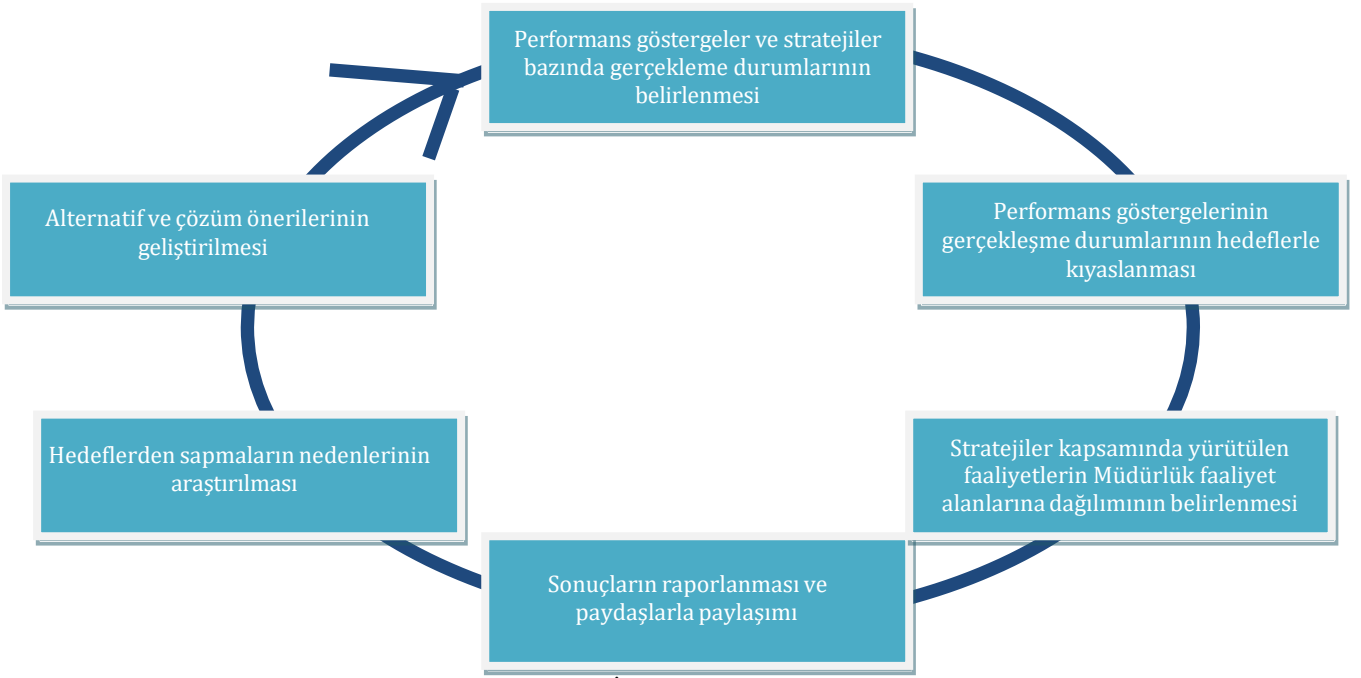 Performans göstergeler ve stratejiler
bazında gerçekleme durumlarının
belirlenmesi
Performans göstergelerinin
gerçekleşme durumlarının hedeflerle
kıyaslanması
Stratejiler kapsamında yürütülen
faaliyetlerin Müdürlük faaliyet
alanlarına dağılımının belirlenmesi
Sonuçların raporlanması ve
paydaşlarla paylaşımı
Hedeflerden sapmaların nedenlerinin
araştırılması
Alternatif ve çözüm önerilerinin
geliştirilmesi